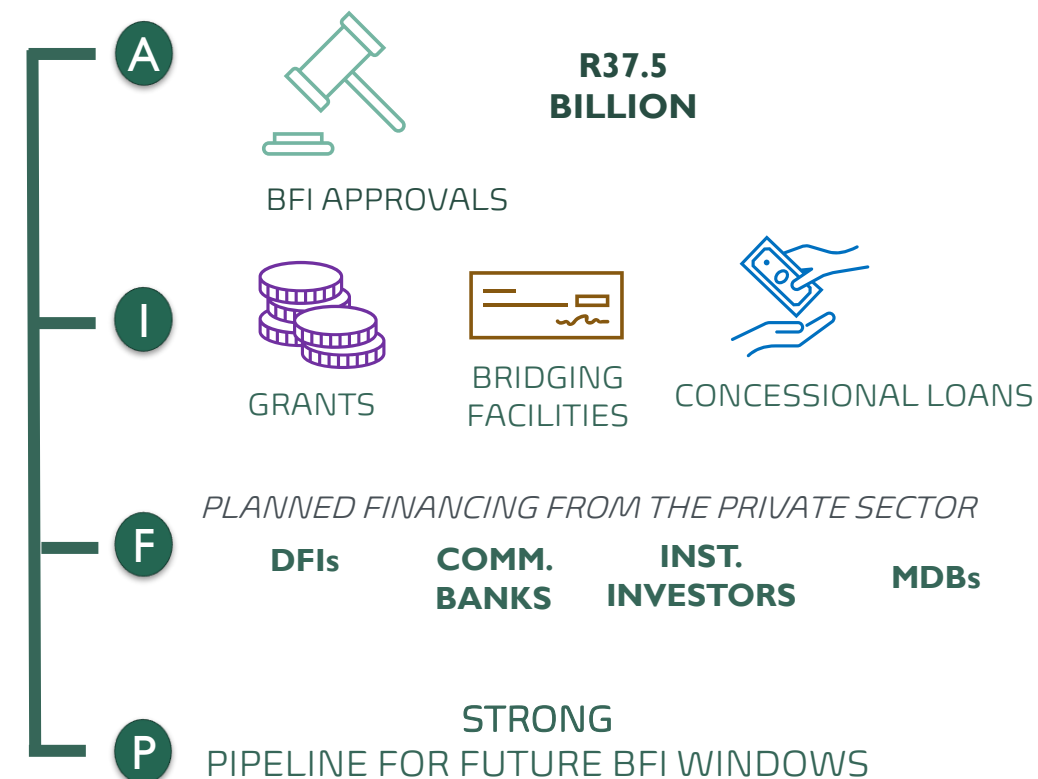 A
R37.5
BILLION
BFI APPROVALS
I
GRANTS
BRIDGING
FACILITIES
CONCESSIONAL LOANS
PLANNED FINANCING FROM THE PRIVATE SECTOR
F
DFIs
COMM.
BANKS
INST.
INVESTORS
MDBs
P
STRONG
PIPELINE FOR FUTURE BFI WINDOWS